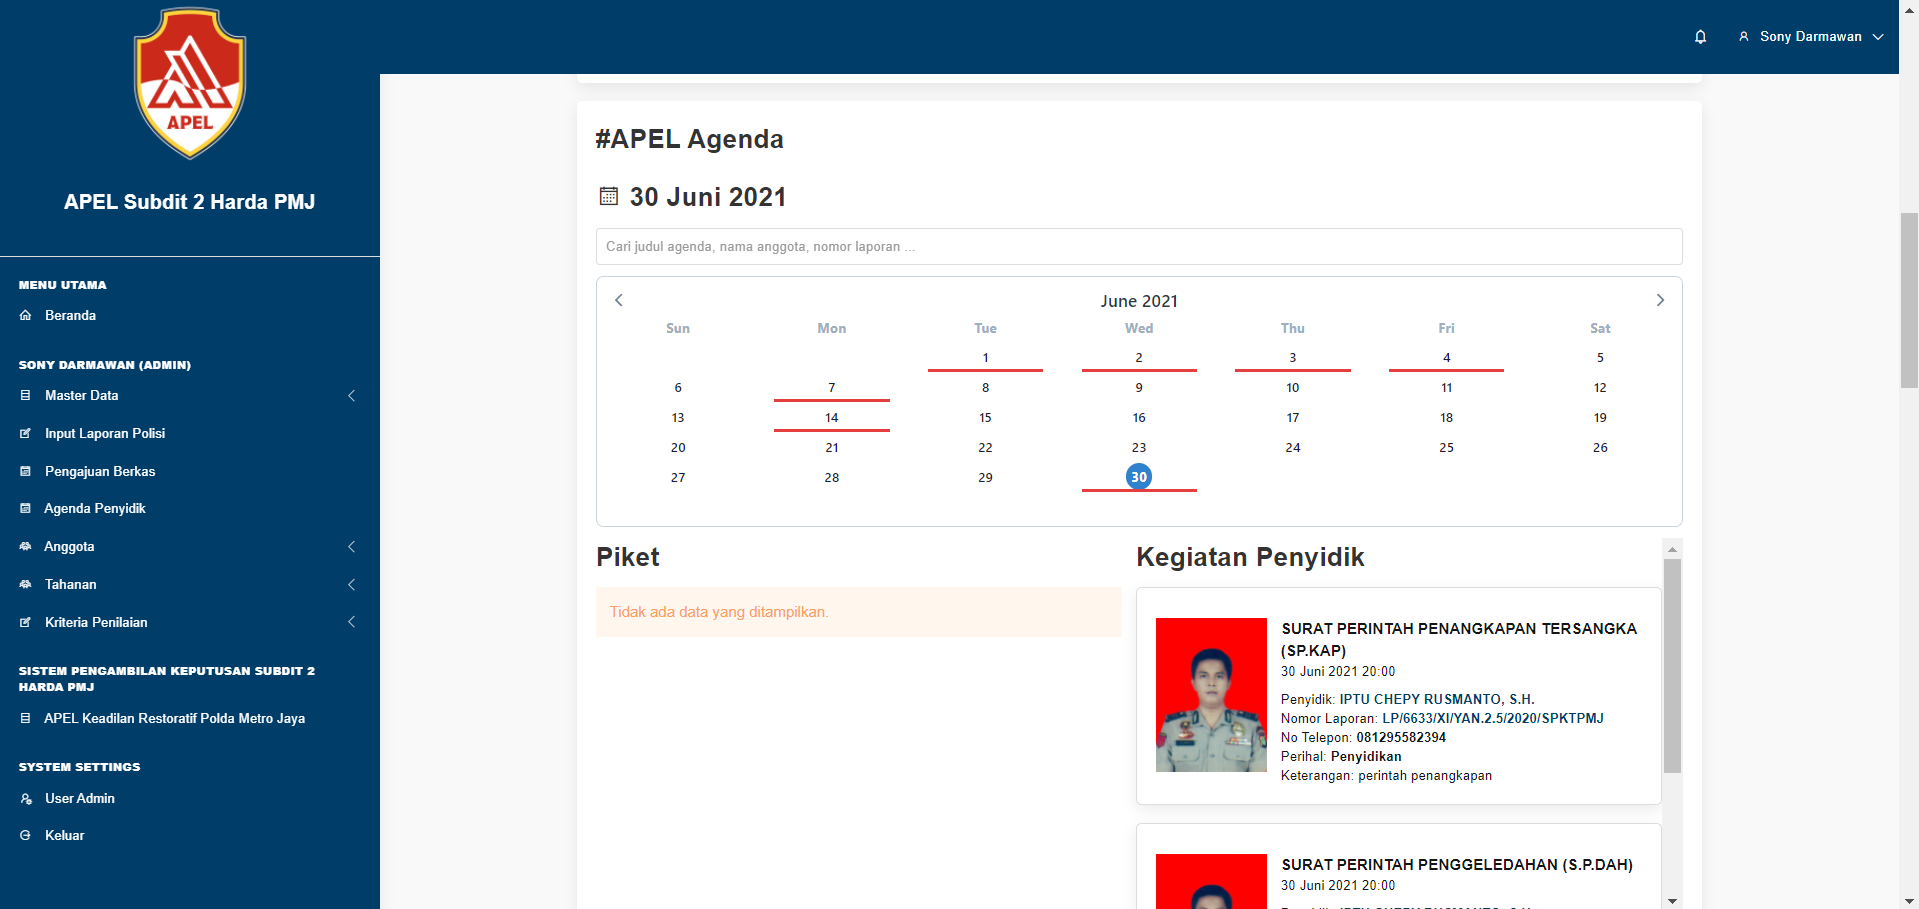 APEL
APEL Subdit 2 Harda PMJ
MENU UTAMA
Beranda
SONY DARMAWAN (ADMIN)
Master Data
Input Laporan Polisi
Pengajuan Berkas
Agenda Penyidik
Anggota
Tahanan
Kriteria Penilaian
SISTEM PENGAMBILAN KEPUTUSAN SUBDIT 2
HARDA PMJ
APEL Keadilan Restoratif Polda Metro Jaya
SYSTEM SETTINGS
User Admin
Keluar
Sony Darmawan
#APEL Agenda
30 Juni 2021
Cari judul agenda, nama anggota, nomor laporan ...
June 2021
Sun Mon Tue Wed Thu Fri Sat
1 2 3 4 5
6 7 8 9 10 11 12
13 14 15 16 17 18 19
20 21 22 23 24 25 26
27 28 29 30
Piket
Tidak ada data yang ditampilkan.
Kegiatan Penyidik
SURAT PERINTAH PENANGKAPAN TERSANGKA
(SP.KAP)
30 Juni 2021 20:00
Penyidik: IPTU CHEPY RUSMANTO, S.H.
Nomor Laporan: LP/6633/XI/YAN.2.5/2020/SPKTPMJ
No Telepon: 081295582394
Perihal: Penyidikan
Keterangan: perintah penangkapan
SURAT PERINTAH PENGGELEDAHAN (S.P.DAH)
30 Juni 2021 20:00